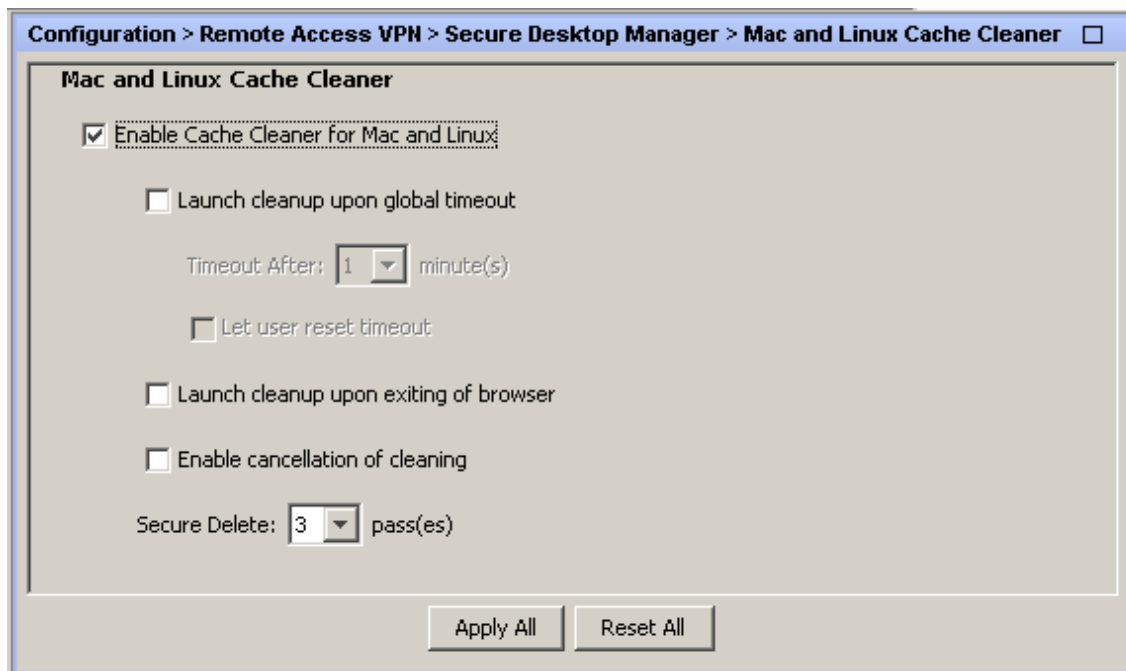 Configuration > Remote Access VPN > Secure Desktop Manager > Mac and Linux Cache Cleaner
Mac and Linux Cache Cleaner
Enable Cache Cleaner for Mac and Linux
Launch cleanup upon global timeout
Timeout After: 1 minute(s)
Let user reset timeout
Launch cleanup upon exiting of browser
Enable cancellation of cleaning
Secure Delete: 3 pass(es)
Apply All Reset All